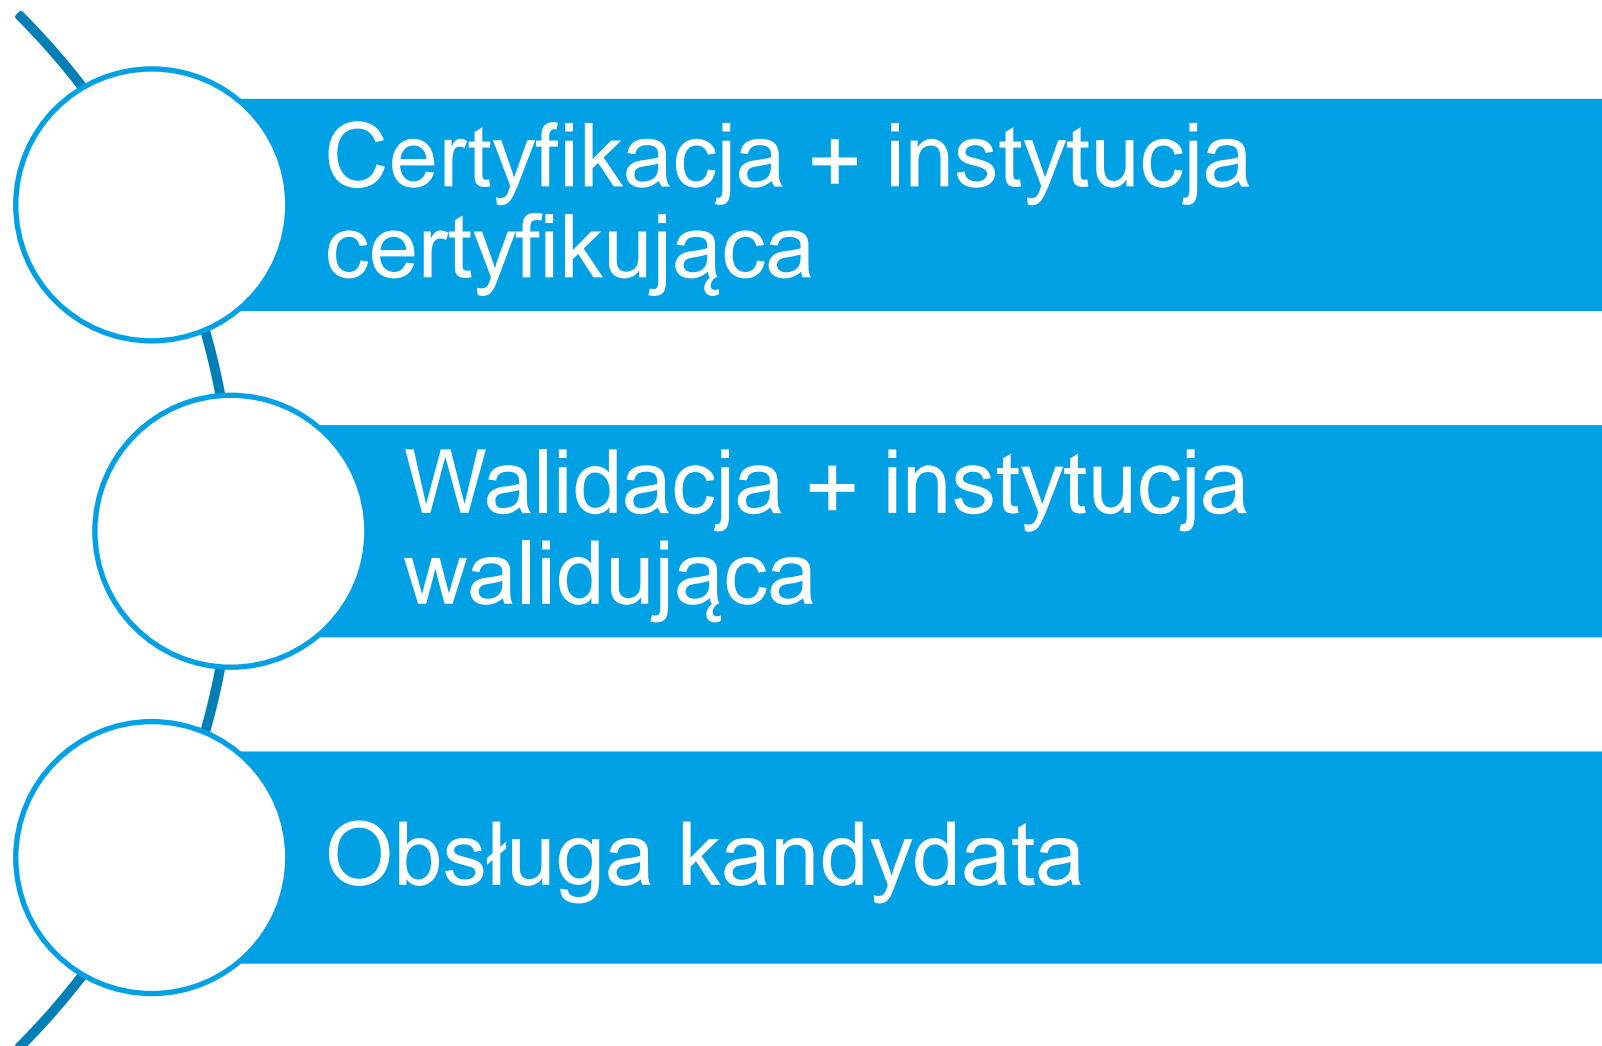 Certyfikacja + instytucja
certyfikująca
Walidacja + instytucja
walidująca
Obsługa kandydata